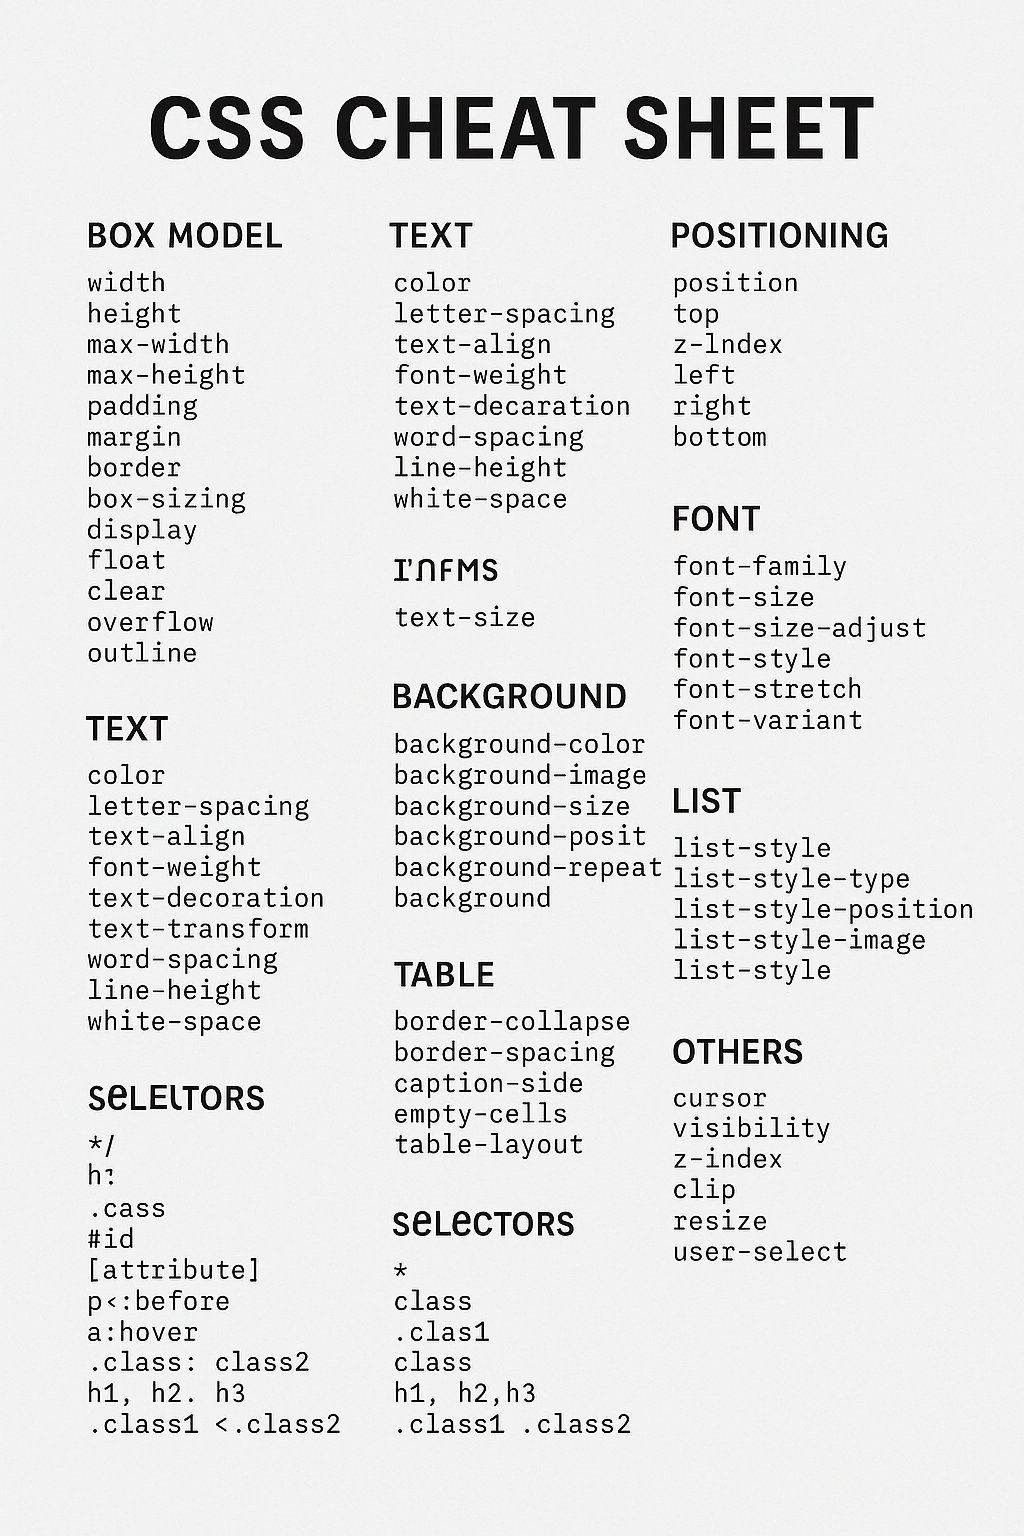 CSS CHEAT SHEET
BOX MODEL
width
height
max-width
max-height
padding
margin
border
box-sizing
display
float
clear
overflow
outline
TEXT
color
letter-spacing
text-align
font-weight
text-decoration
text-transform
word-spacing
line-height
white-space
SELELTORS
*/
.cass
#id
[attribute]
p<:before
a:hover
.class: class2
h1, h2. h3
.class1 <.class2
TEXT
color
letter-spacing
text-align
font-weight
text-decaration
word-spacing
line-height
white-space
text-size
BACKGROUND
background-color
background-image
background-size
background-posit
background-repeat
background
TABLE
border-collapse
border-spacing
caption-side
empty-cells
table-layout
SELECTORS
*
class
.clas1
class
h1, h2,h3
.class1 .class2
POSITIONING
position
top
z-lndex
left
right
bottom
FONT
font-family
font-size
font-size-adjust
font-style
font-stretch
font-variant
LIST
list-style
list-style-type
list-style-position
list-style-image
list-style
OTHERS
cursor
visibility
z-index
clip
resize
user-select